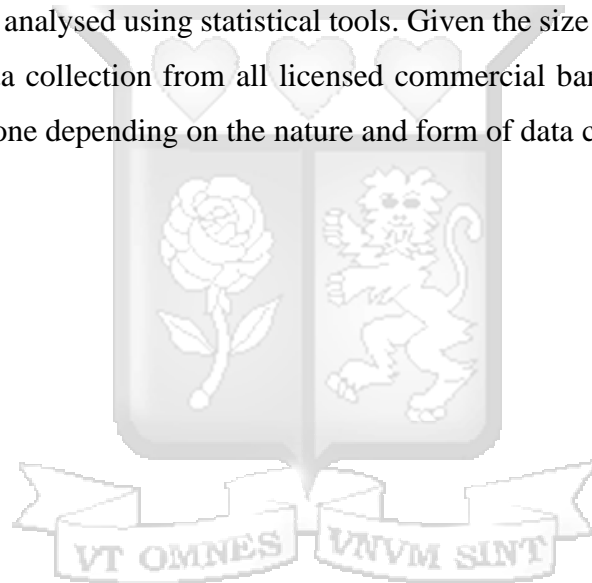 analysed using statistical tools. Given the size
a collection from all licensed commercial bar
one depending on the nature and form of data c
VT OMNES VNVM SINT